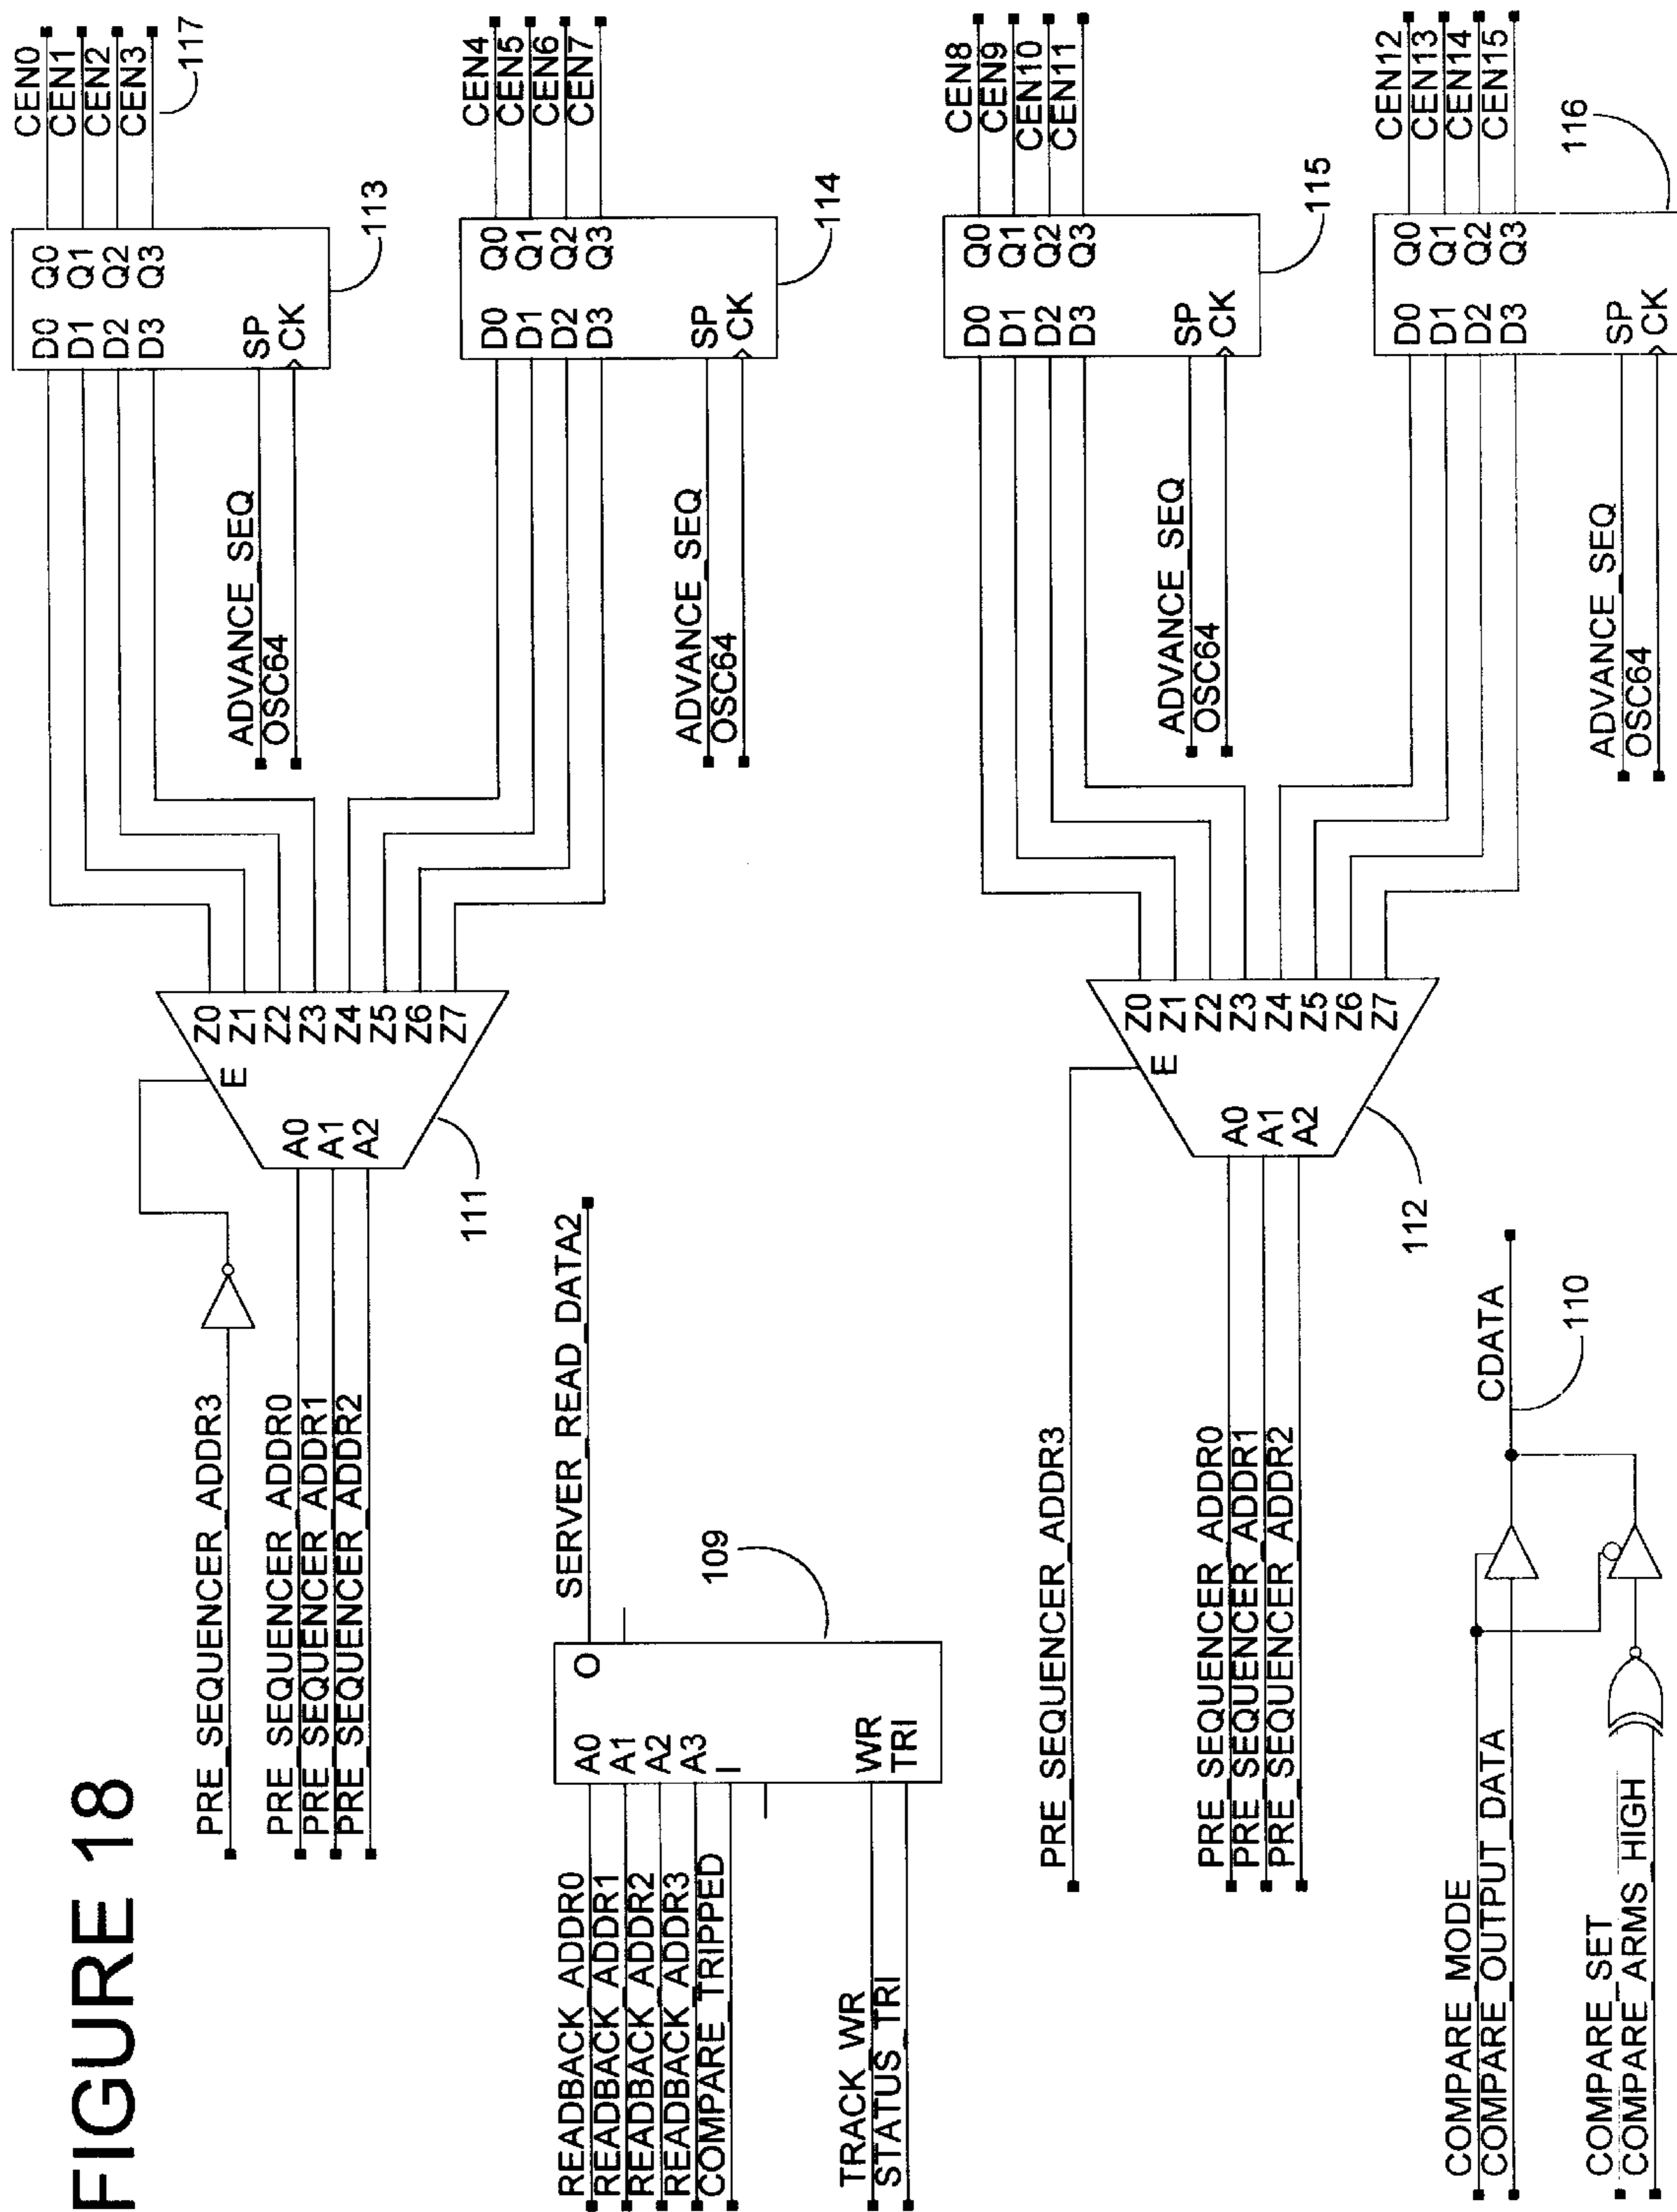 FIGURE 18
PRE_SEQUENCER_ADDR3
PRE_SEQUENCER_ADDR0
PRE_SEQUENCER_ADDR1
PRE_SEQUENCER_ADDR2
E
A0
A1
A2
Z0
Z1
Z2
Z3
Z4
Z5
Z6
Z7
111
ADVANCE_SEQ
OSC64
D0 Q0
D1 Q1
D2 Q2
D3 Q3
SP
CK
113
CEN0
CEN1
CEN2
CEN3
117
ADVANCE_SEQ
OSC64
D0 Q0
D1 Q1
D2 Q2
D3 Q3
SP
CK
114
CEN4
CEN5
CEN6
CEN7
READBACK_ADDR0
READBACK_ADDR1
READBACK_ADDR2
READBACK_ADDR3
COMPARE_TRIPPED
TRACK_WR
STATUS_TRI
A0 O
A1
A2
A3
I
WR
TRI
SERVER_READ_DATA2
109
PRE_SEQUENCER_ADDR3
PRE_SEQUENCER_ADDR0
PRE_SEQUENCER_ADDR1
PRE_SEQUENCER_ADDR2
E
A0
A1
A2
Z0
Z1
Z2
Z3
Z4
Z5
Z6
Z7
112
ADVANCE_SEQ
OSC64
D0 Q0
D1 Q1
D2 Q2
D3 Q3
SP
CK
115
CEN8
CEN9
CEN10
CEN11
ADVANCE_SEQ
OSC64
D0 Q0
D1 Q1
D2 Q2
D3 Q3
SP
CK
116
CEN12
CEN13
CEN14
CEN15
COMPARE_MODE
COMPARE_OUTPUT_DATA
COMPARE_SET
COMPARE_ARMS_HIGH
CDATA
110